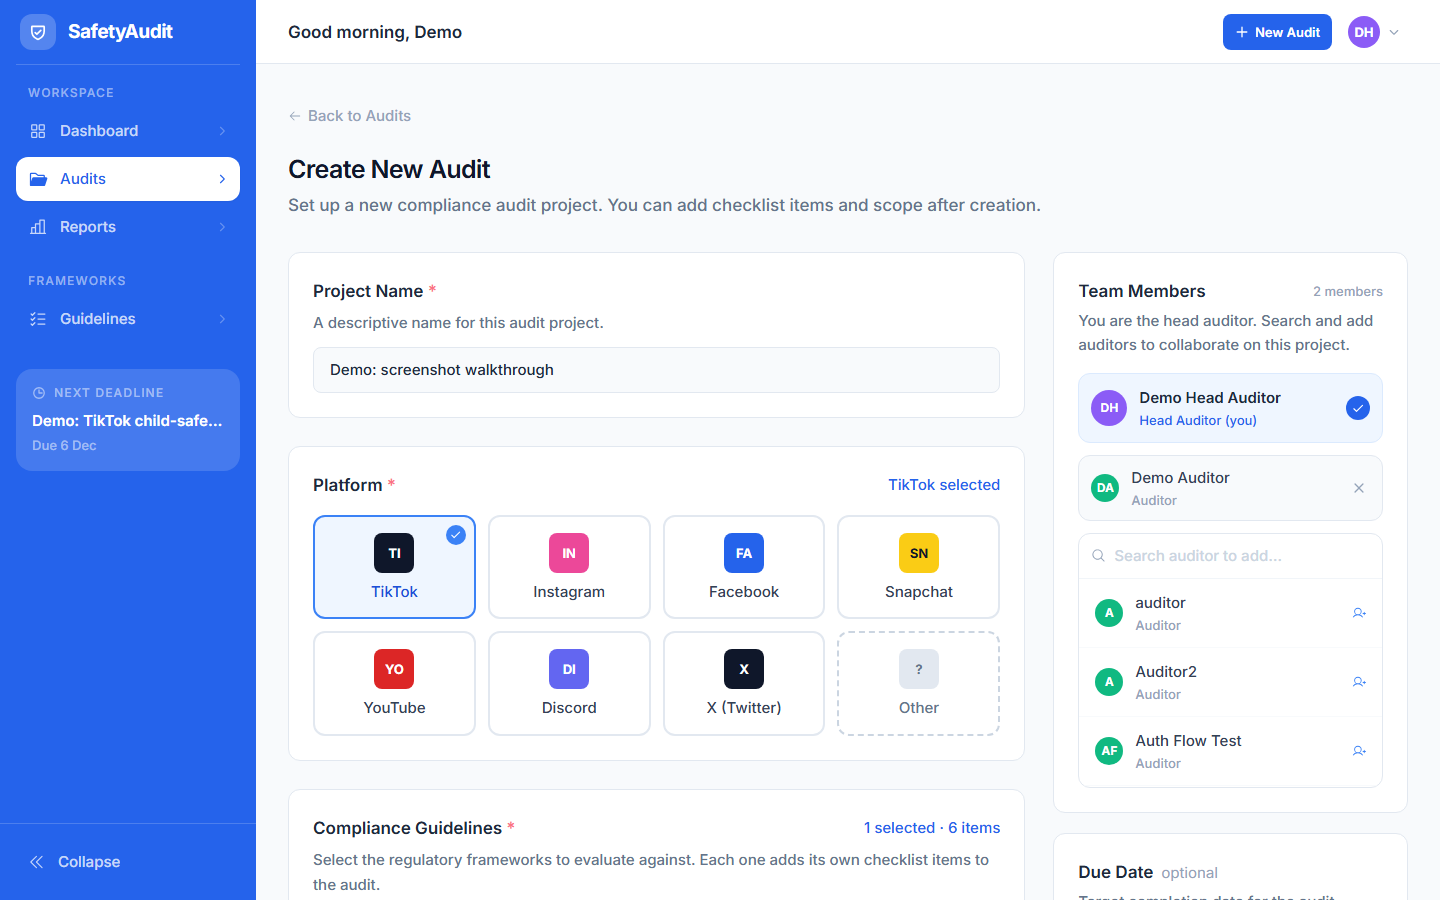 SafetyAudit
WORKSPACE
Dashboard
Audits
Reports
FRAMEWORKS
Guidelines
NEXT DEADLINE
Demo: TikTok child-safe...
Due 6 Dec
Collapse
Good morning, Demo
New Audit
DH
Back to Audits
Create New Audit
Set up a new compliance audit project. You can add checklist items and scope after creation.
Project Name *
A descriptive name for this audit project.
Demo: screenshot walkthrough
Platform *
TikTok selected
TI
TikTok
IN
Instagram
FA
Facebook
SN
Snapchat
YO
YouTube
DI
Discord
X
X (Twitter)
?
Other
Compliance Guidelines *
1 selected · 6 items
Select the regulatory frameworks to evaluate against. Each one adds its own checklist items to
the audit.
Team Members
2 members
You are the head auditor. Search and add
auditors to collaborate on this project.
DH
Demo Head Auditor
Head Auditor (you)
DA
Demo Auditor
Auditor
Search auditor to add...
A
auditor
Auditor
A
Auditor2
Auditor
AF
Auth Flow Test
Auditor
Due Date optional
Target completion date for the audit